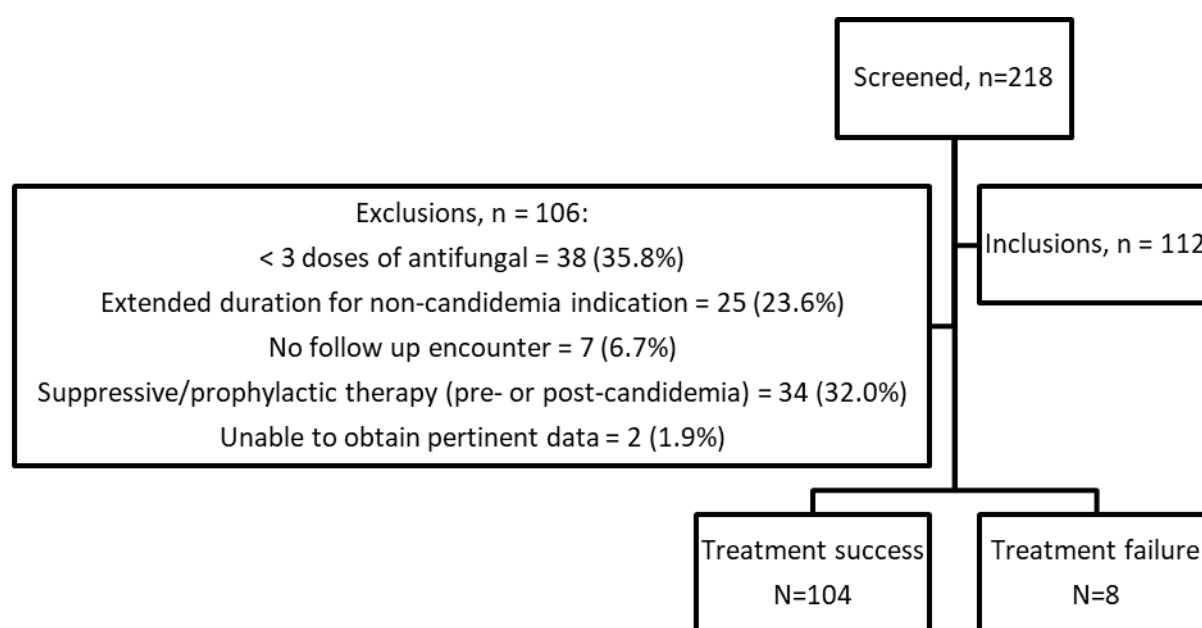 Screened, n=218
Exclusions, n = 106:
< 3 doses of antifungal = 38 (35.8%)
Extended duration for non-candidemia indication = 25 (23.6%)
No follow up encounter = 7 (6.7%)
Suppressive/prophylactic therapy (pre- or post-candidemia) = 34 (32.0%)
Unable to obtain pertinent data = 2 (1.9%)
Inclusions, n = 112
Treatment success
N=104
Treatment failure
N=8